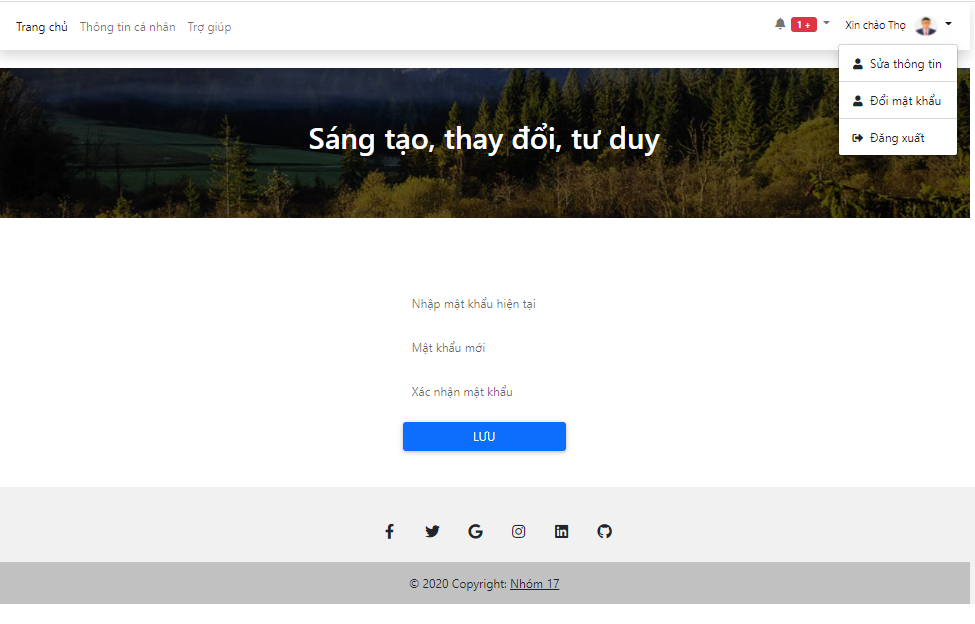 Trang chủ Thông tin cá nhân Trợ giúp 1 + Xin chào Thọ
Sửa thông tin
Đổi mật khẩu
Đăng xuất
Sáng tạo, thay đổi, tư duy
Nhập mật khẩu hiện tại
Mật khẩu mới
Xác nhận mật khẩu
LƯU
© 2020 Copyright: Nhóm 17